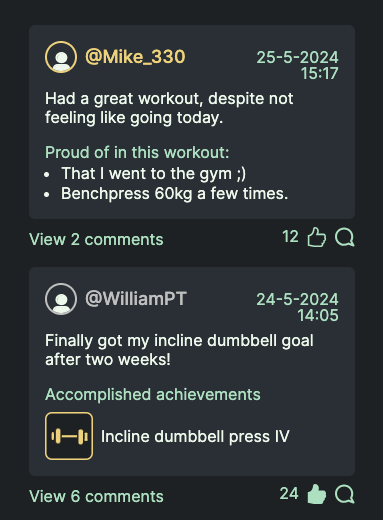 @Mike_330
25-5-2024
15:17
Had a great workout, despite not
feeling like going today.
Proud of in this workout:
• That I went to the gym ;)
• Benchpress 60kg a few times.
View 2 comments
12
@WilliamPT
24-5-2024
14:05
Finally got my incline dumbbell goal
after two weeks!
Accomplished achievements
Incline dumbbell press IV
View 6 comments
24